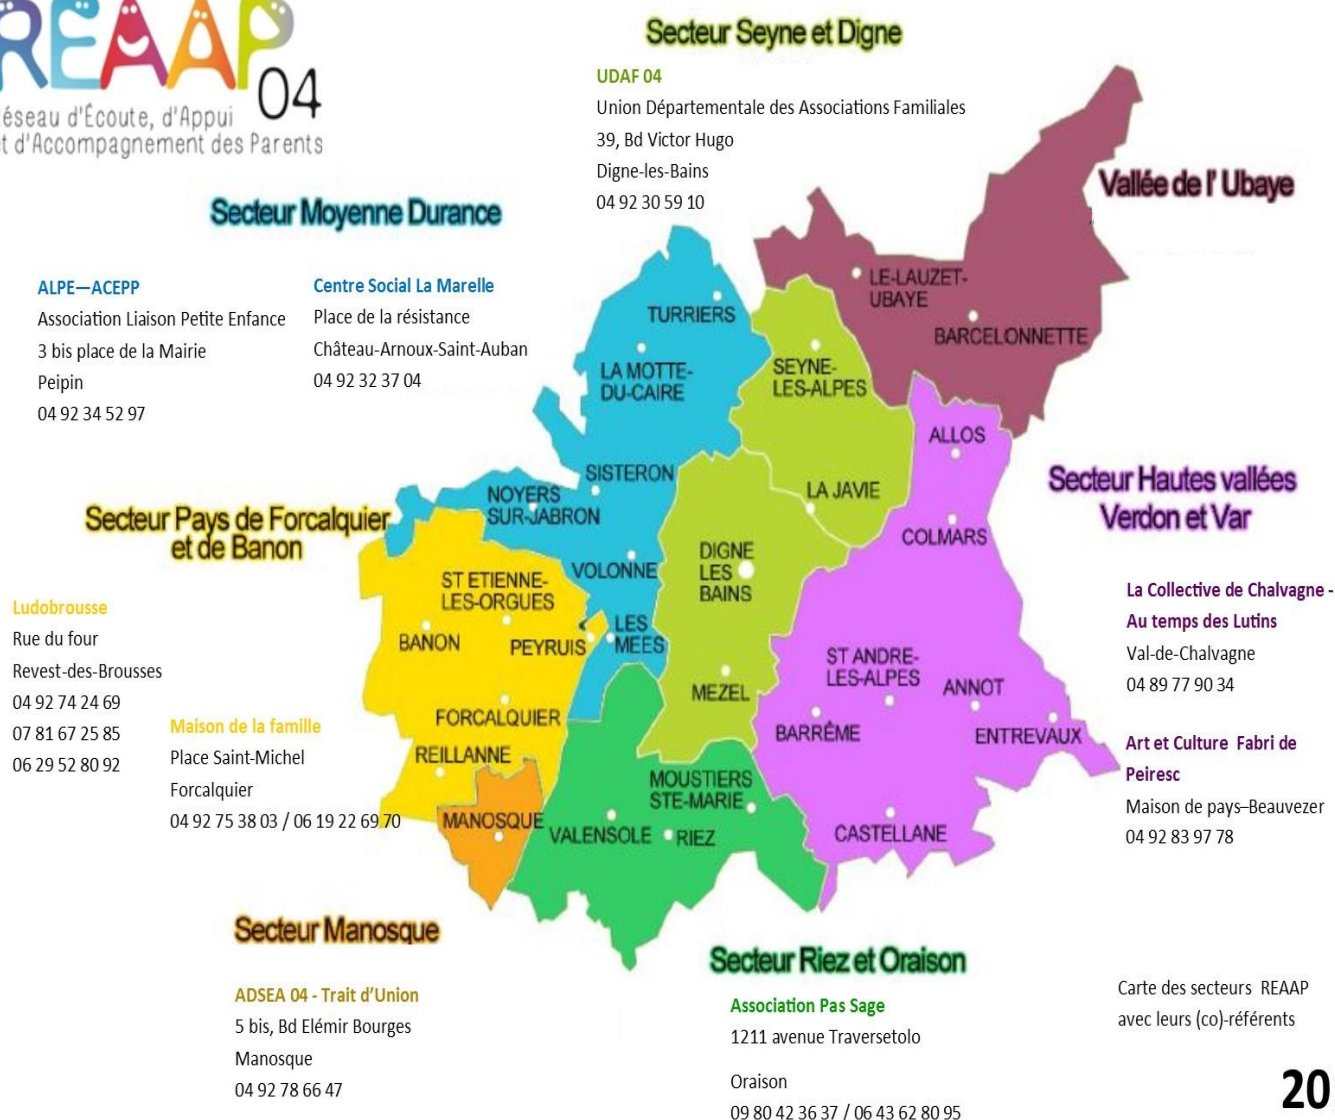 REAAP 04
éseau d'Écoute, d'Appui
et d'Accompagnement des Parents
Secteur Seyne et Digne
UDAF 04
Union Départementale des Associations Familiales
39, Bd Victor Hugo
Digne-les-Bains
04 92 30 59 10
Vallée de l' Ubaye
Secteur Moyenne Durance
ALPE—ACEPP
Association Liaison Petite Enfance
3 bis place de la Mairie
Peipin
04 92 34 52 97
Centre Social La Marelle
Place de la résistance
Château-Arnoux-Saint-Auban
04 92 32 37 04
TURRIERS
LA MOTTE-
DU-CAIRE
SISTERON
NOYERS
SUR-JABRON
VOLONNE
LES
MEES
LE-LAUZET-
UBAYE
BARCELONNETTE
SEYNE-
LES-ALPES
LA JAVIE
DIGNE
LES
BAINS
MEZEL
ALLOS
COLMARS
ST ANDRE-
LES-ALPES
ANNOT
BARRÊME
ENTREVAUX
CASTELLANE
Secteur Pays de Forcalquier
et de Banon
ST ETIENNE-
LES-ORGUES
BANON
PEYRUIS
FORCALQUIER
REILLANNE
MANOSQUE
MOUSTIERS
STE-MARIE
VALENSOLE
RIEZ
Ludobrousse
Rue du four
Revest-des-Brousses
04 92 74 24 69
07 81 67 25 85
06 29 52 80 92
Maison de la famille
Place Saint-Michel
Forcalquier
04 92 75 38 03 / 06 19 22 69 70
Secteur Hautes vallées
Verdon et Var
La Collective de Chalvagne -
Au temps des Lutins
Val-de-Chalvagne
04 89 77 90 34
Art et Culture Fabri de
Peiresc
Maison de pays–Beauvezer
04 92 83 97 78
Secteur Manosque
ADSEA 04 - Trait d'Union
5 bis, Bd Elémir Bourges
Manosque
04 92 78 66 47
Secteur Riez et Oraison
Association Pas Sage
1211 avenue Traversetolo
Oraison
09 80 42 36 37 / 06 43 62 80 95
Carte des secteurs REAAP
avec leurs (co)-référents
20